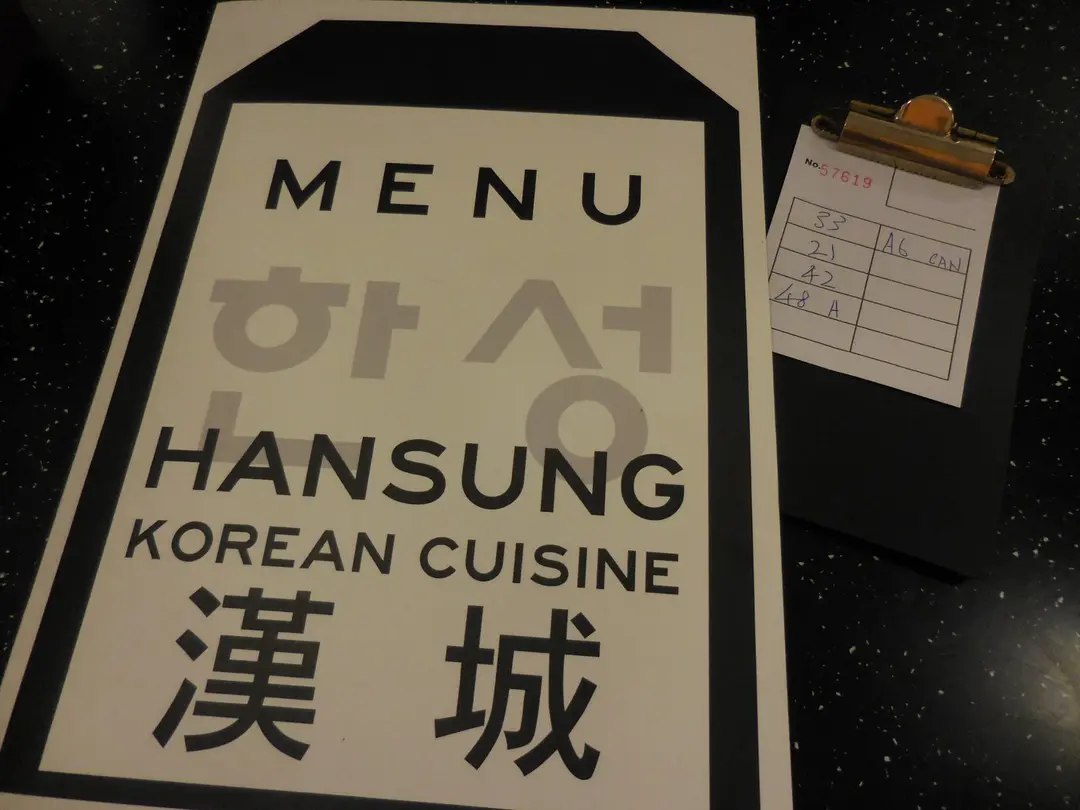 MENU
한성
HANSUNG
KOREAN CUISINE
漢城
No.57619
33
21
42
48 A
A6 CAN